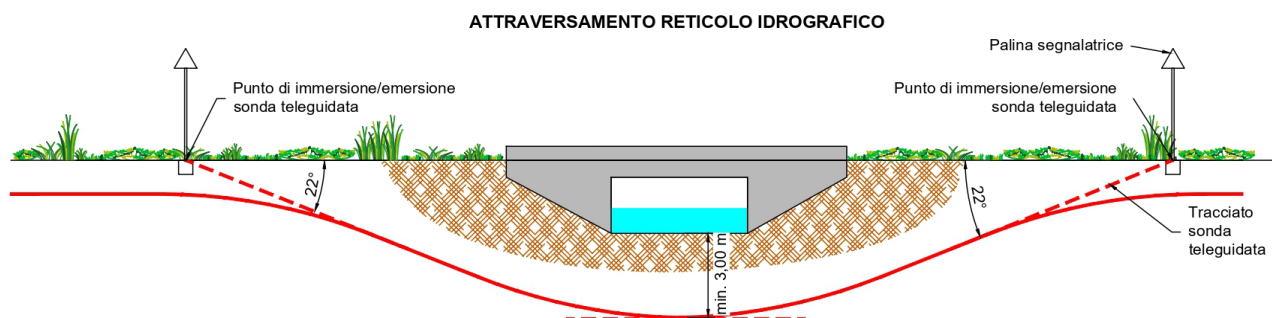 ATTRAVERSAMENTO RETICOLO IDROGRAFICO
Palina segnalatrice
Punto di immersione/emersione
sonda teleguidata
Punto di immersione/emersione
sonda teleguidata
22°
22°
min. 3,00 m
Tracciato
sonda
teleguidata